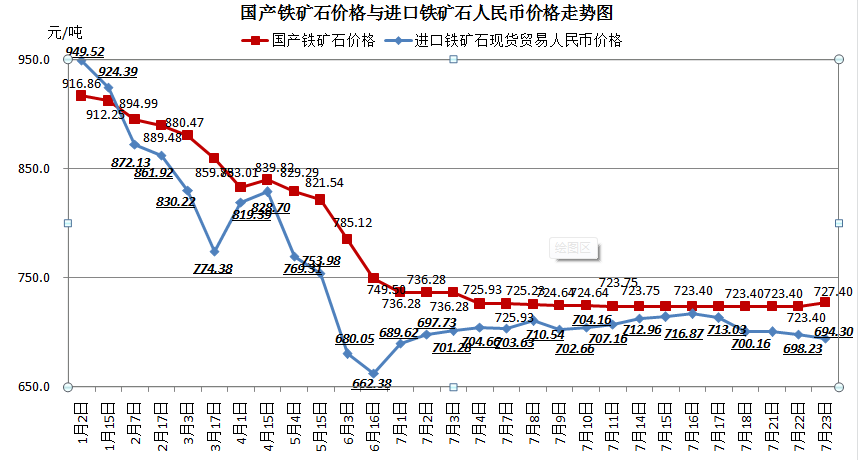 国产铁矿石价格与进口铁矿石人民币价格走势图
元/吨
国产铁矿石价格 进口铁矿石现货贸易人民币价格
950.0
850.0
750.0
650.0
949.52
924.39
916.86
912.25
894.99
880.47
889.48
872.13
861.92
830.22
774.38
833.01
839.82
829.29
821.54
819.39
828.70
785.12
769.31
753.98
680.05
662.38
749.50
736.28
736.28
736.28
725.93
725.93
725.23
724.64
724.64
723.75
723.75
723.40
723.40
723.40
723.40
727.40
689.62
697.73
701.28
704.66
703.63
710.54
702.66
704.16
707.16
712.96
716.87
713.03
700.16
698.23
694.30
绘图区
1月2日
1月15日
2月7日
2月17日
3月3日
3月17日
4月1日
4月15日
5月4日
5月15日
6月3日
6月16日
7月1日
7月2日
7月3日
7月4日
7月7日
7月8日
7月9日
7月10日
7月11日
7月14日
7月15日
7月16日
7月17日
7月18日
7月21日
7月22日
7月23日